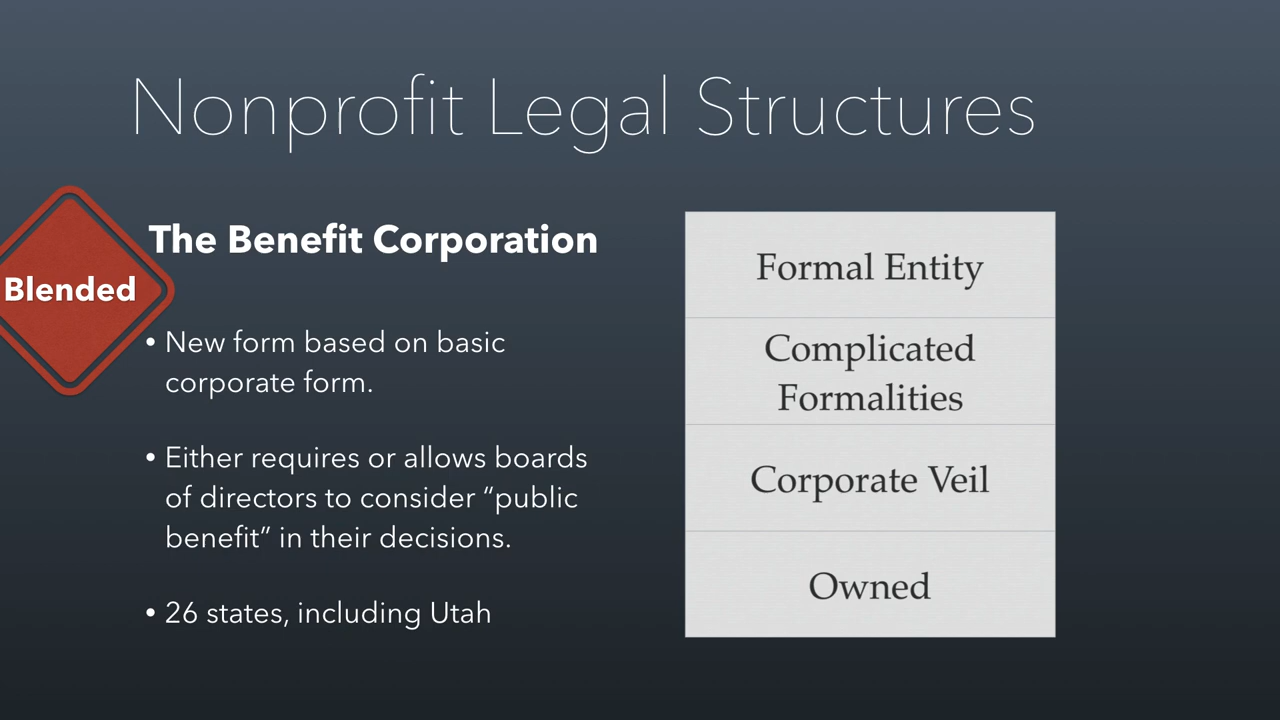 Nonprofit Legal Structures
The Benefit Corporation
Blended
• New form based on basic
corporate form.
• Either requires or allows boards
of directors to consider “public
benefit” in their decisions.
• 26 states, including Utah
Formal Entity
Complicated
Formalities
Corporate Veil
Owned